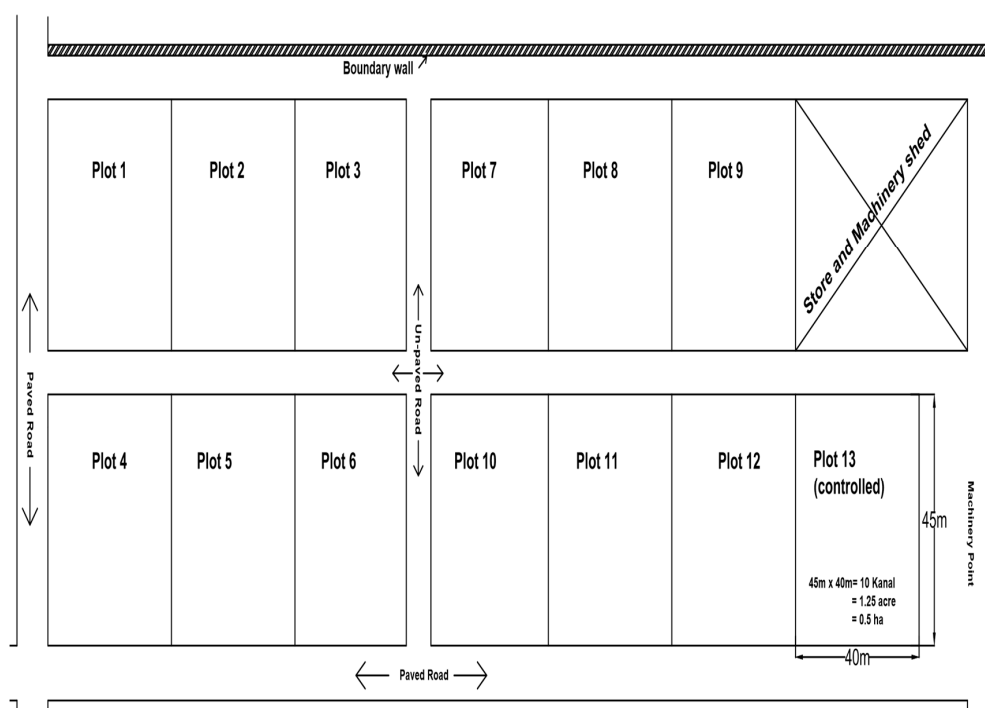 Boundary wall
Plot 1
Plot 2
Plot 3
Plot 7
Plot 8
Plot 9
Store and Machinery shed
Paved Road
Un-paved Road
Plot 4
Plot 5
Plot 6
Plot 10
Plot 11
Plot 12
Plot 13
(controlled)
45m
Machinery Point
45m x 40m= 10 Kanal
= 1.25 acre
= 0.5 ha
40m
Paved Road